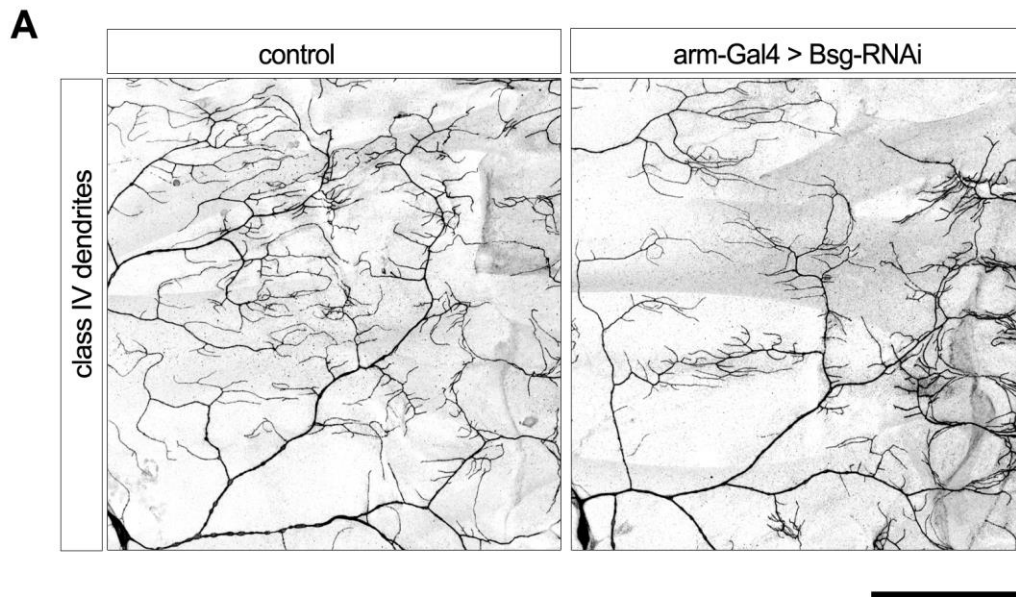 A
control
arm-Gal4 > Bsg-RNAi
class IV dendrites